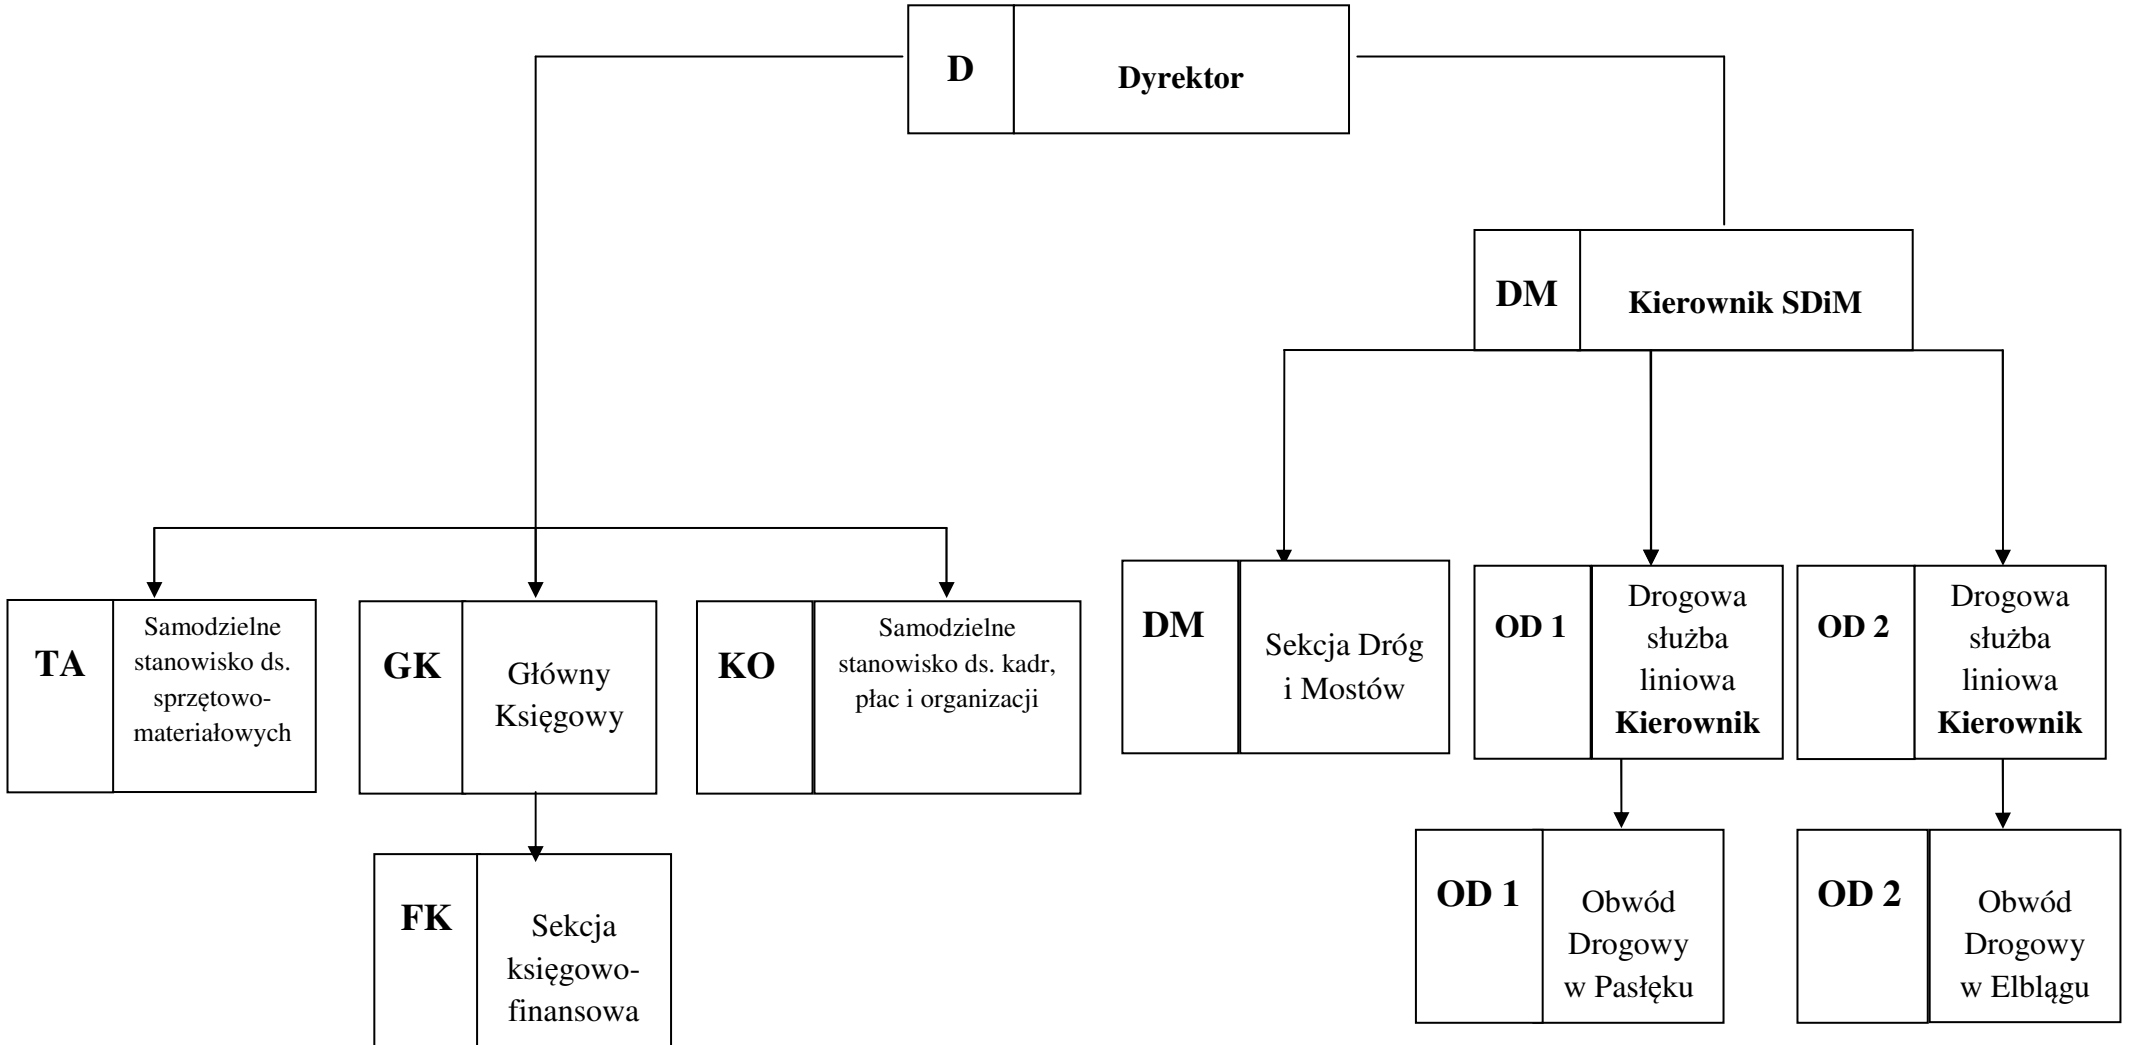 D
Dyrektor
DM
Kierownik SDiM
TA
Samodzielne
stanowisko ds.
sprzętowo-
materiałowych
GK
Główny
Księgowy
KO
Samodzielne
stanowisko ds. kadr,
płac i organizacji
DM
Sekcja Dróg
i Mostów
OD 1
Drogowa
służba
liniowa
Kierownik
OD 2
Drogowa
służba
liniowa
Kierownik
FK
Sekcja
księgowo-
finansowa
OD 1
Obwód
Drogowy
w Pasłęku
OD 2
Obwód
Drogowy
w Elblągu